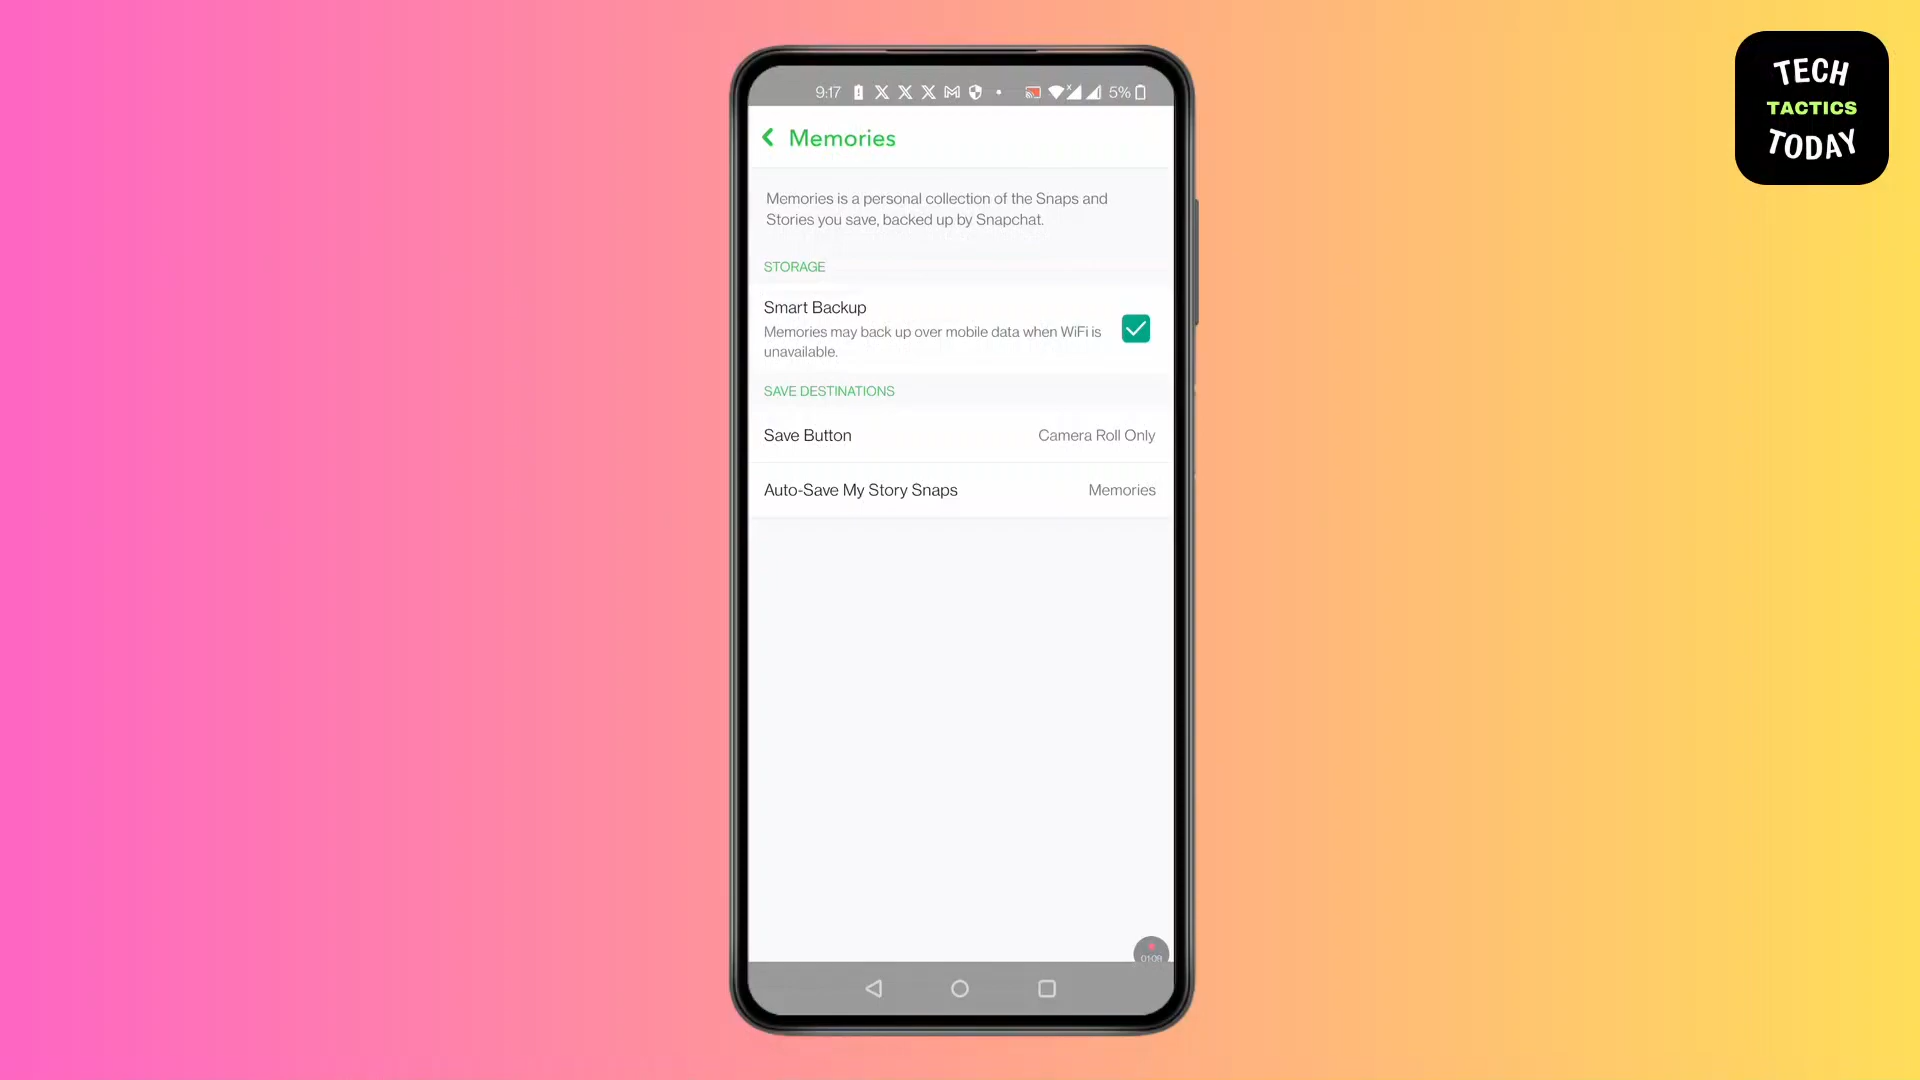 TECH
TACTICS
TODAY
9:17
5%
Memories
Memories is a personal collection of the Snaps and
Stories you save, backed up by Snapchat.
STORAGE
Smart Backup
Memories may back up over mobile data when WiFi is
unavailable.
SAVE DESTINATIONS
Save Button
Camera Roll Only
Auto-Save My Story Snaps
Memories
01:09